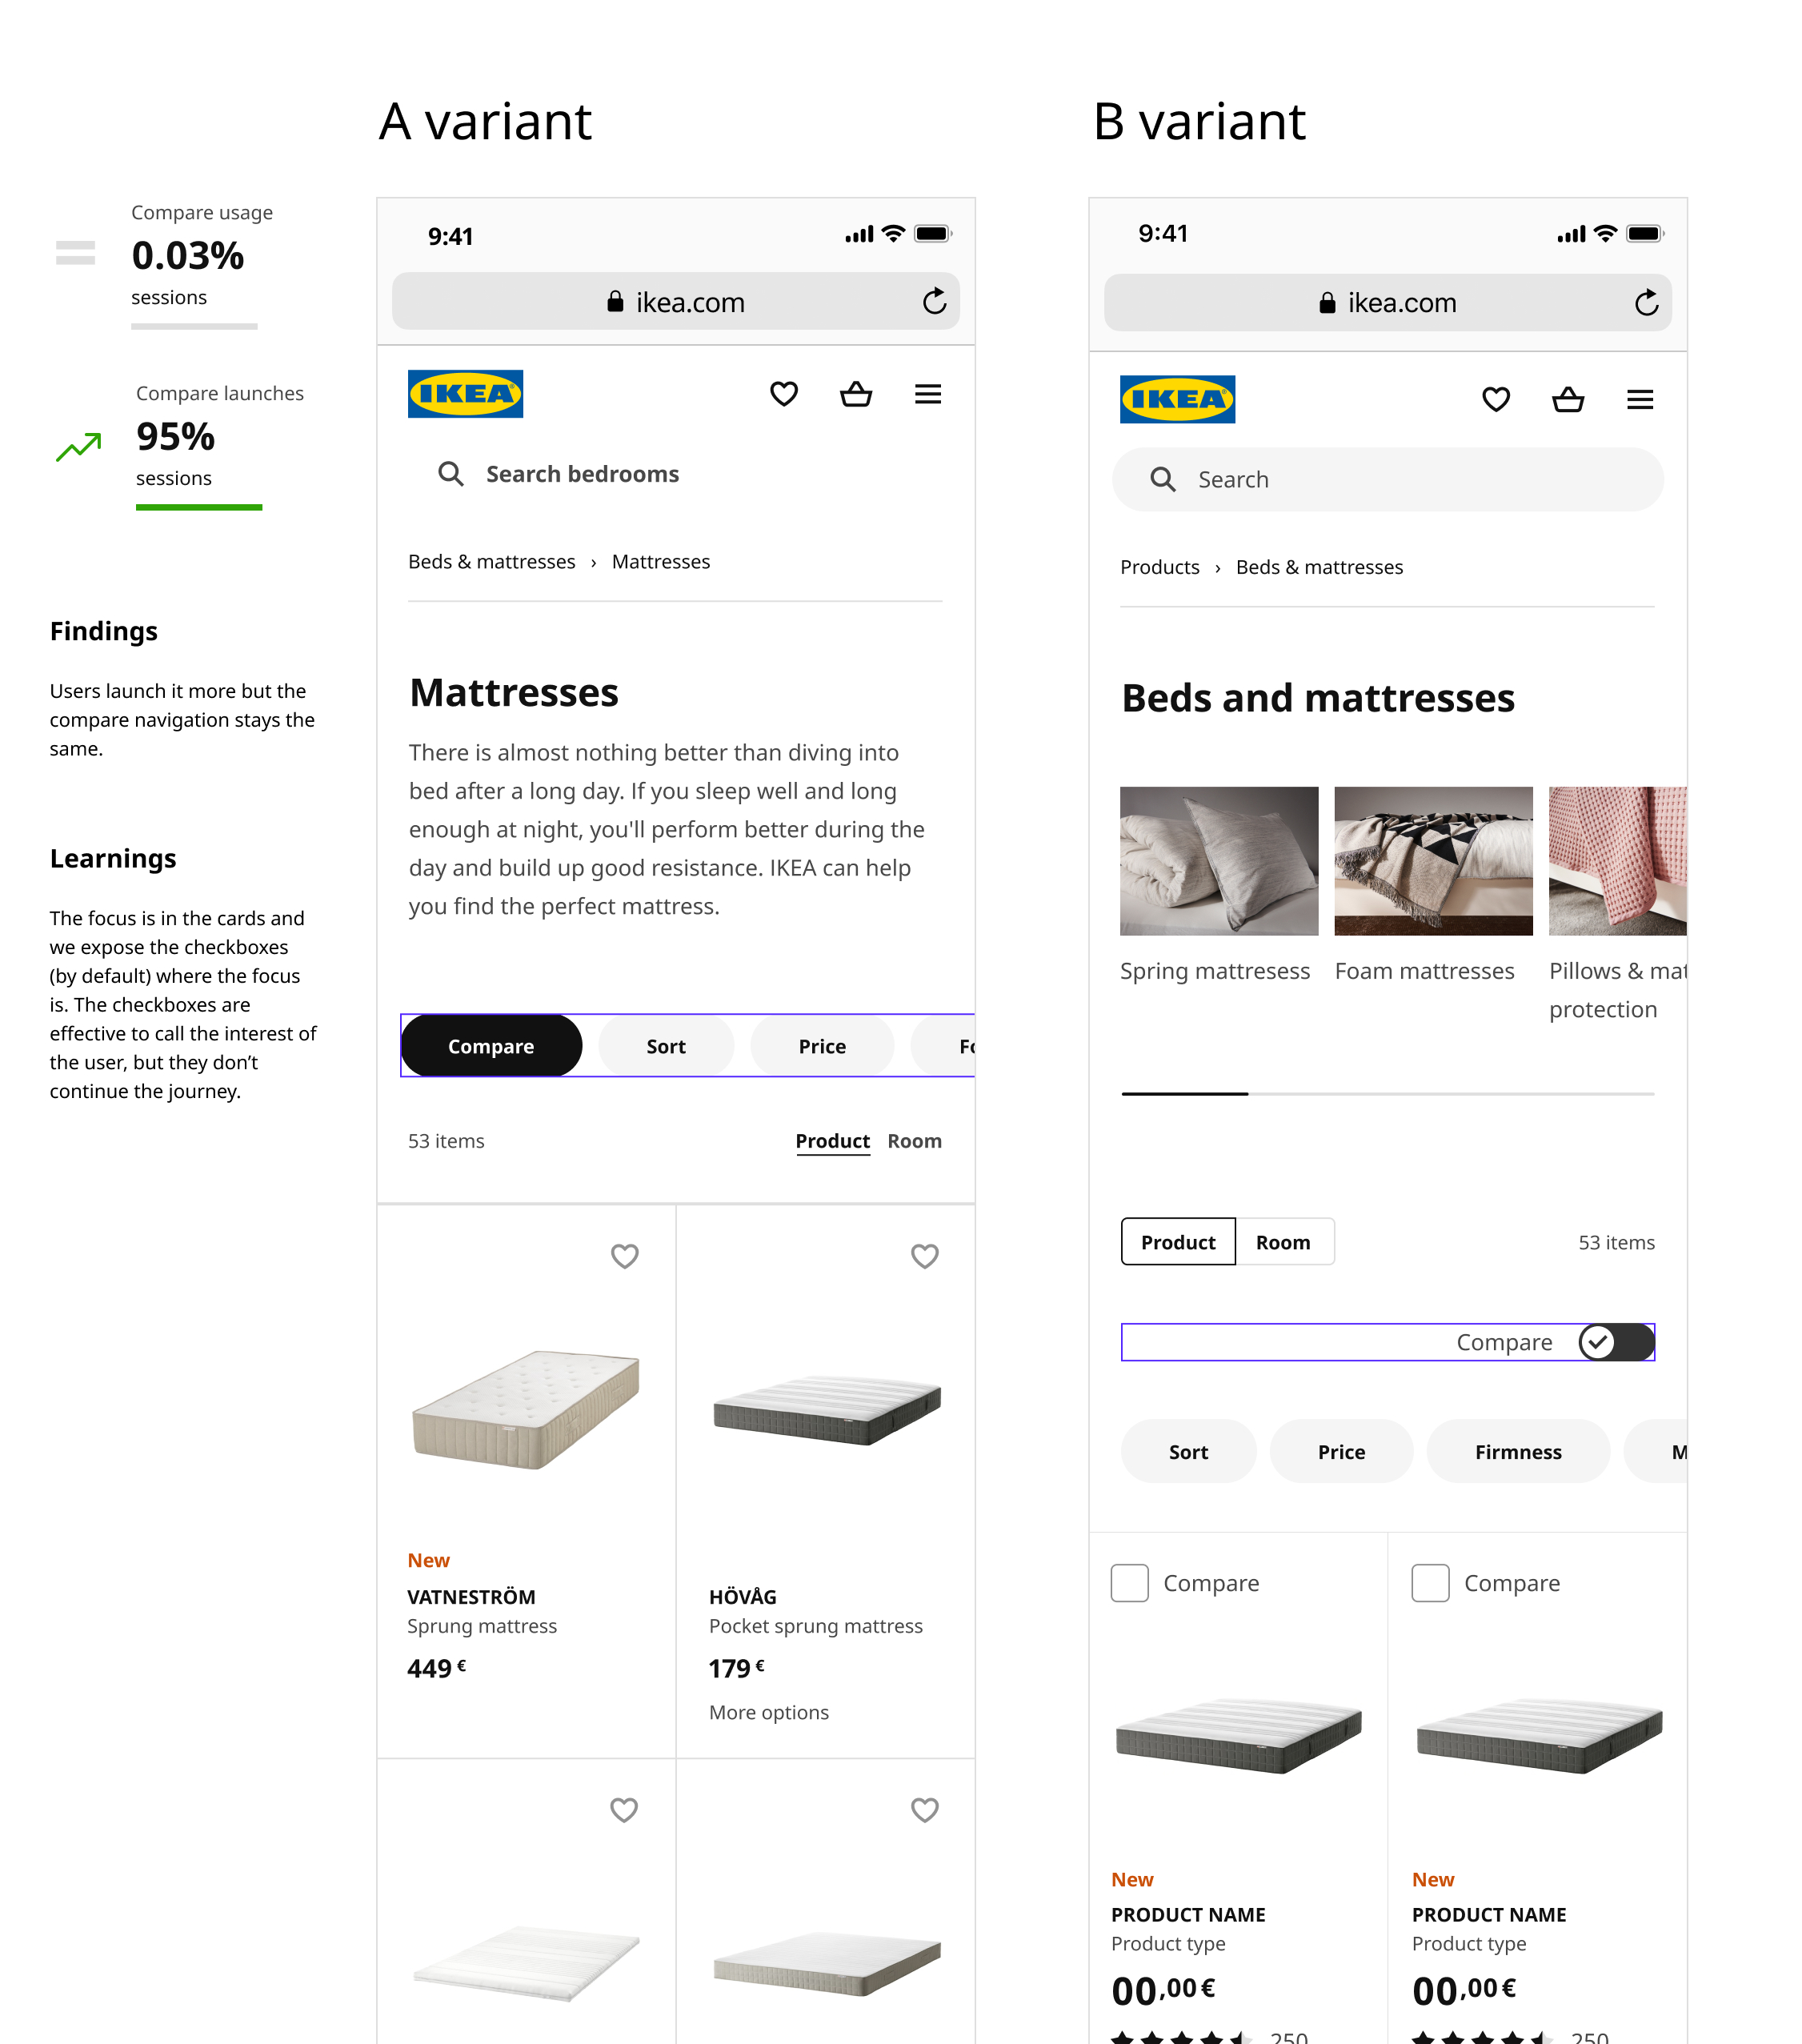 A variant
B variant
Compare usage
0.03%
sessions
Compare launches
95%
sessions
Findings
Users launch it more but the
compare navigation stays the
same.
Learnings
The focus is in the cards and
we expose the checkboxes
(by default) where the focus
is. The checkboxes are
effective to call the interest of
the user, but they don’t
continue the journey.
9:41
ikea.com
IKEA
Search bedrooms
Beds & mattresses › Mattresses
Mattresses
There is almost nothing better than diving into
bed after a long day. If you sleep well and long
enough at night, you'll perform better during the
day and build up good resistance. IKEA can help
you find the perfect mattress.
Compare Sort Price Fo
53 items Product Room
New
VATNESTRÖM
Sprung mattress
449 €
HÖVÅG
Pocket sprung mattress
179 €
More options
9:41
ikea.com
IKEA
Search
Products › Beds & mattresses
Beds and mattresses
Spring mattresess
Foam mattresses
Pillows & mat
protection
Product Room 53 items
Compare
Sort Price Firmness M
Compare
New
PRODUCT NAME
Product type
00,00 €
250
Compare
New
PRODUCT NAME
Product type
00,00 €
250